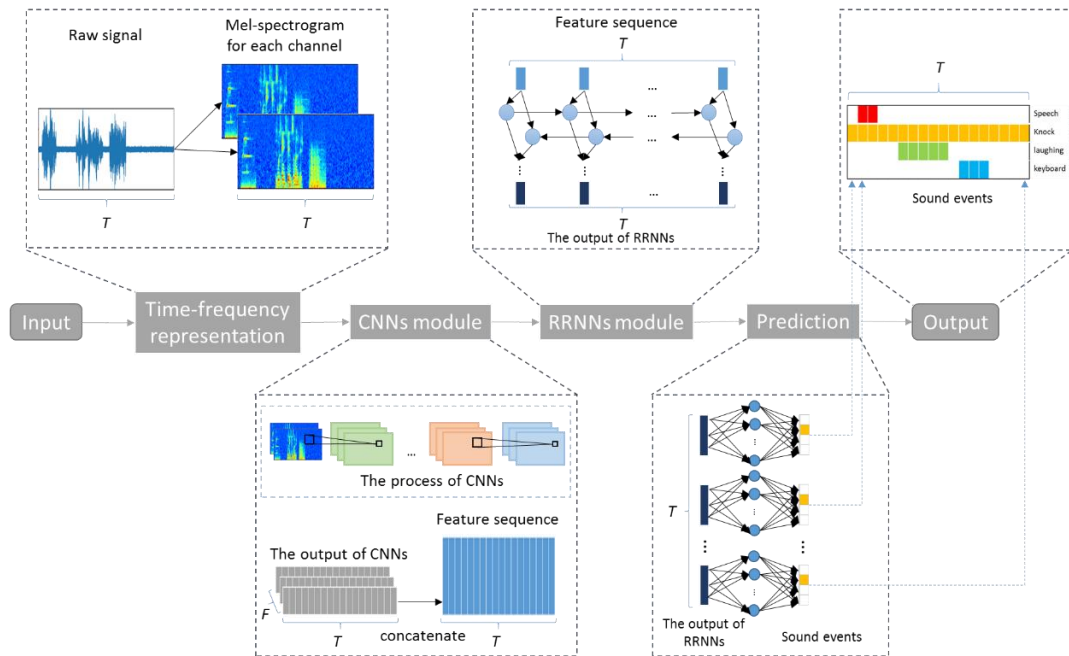 Raw signal
Mel-spectrogram
for each channel
T
T
Feature sequence
T
...
...
...
...
T
The output of RRNNs
T
Speech
Knock
laughing
keyboard
Sound events
Input
Time-frequency
representation
CNNs module
RRNNs module
Prediction
Output
...
The process of CNNs
Feature sequence
The output of CNNs
F
T
concatenate
T
T
The output of
RRNNs
Sound events